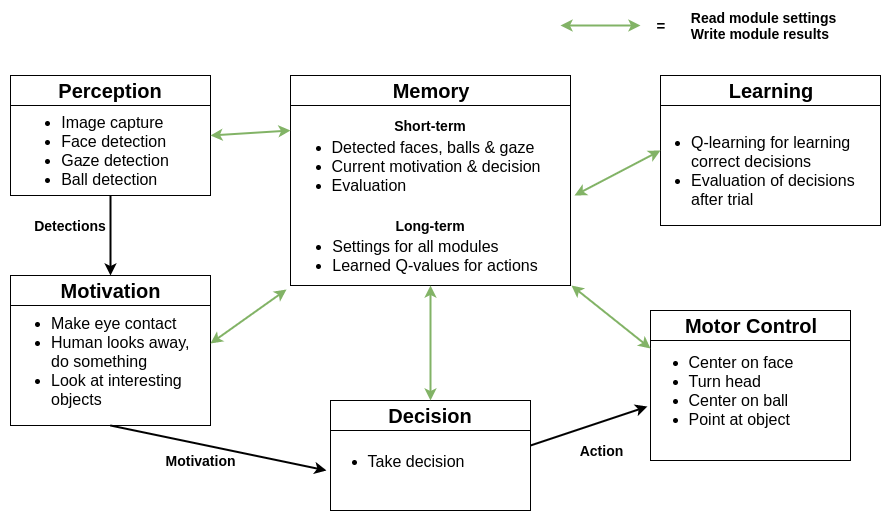 =
Read module settings
Write module results
Perception
• Image capture
• Face detection
• Gaze detection
• Ball detection
Memory
Short-term
• Detected faces, balls & gaze
• Current motivation & decision
• Evaluation
Long-term
• Settings for all modules
• Learned Q-values for actions
Learning
• Q-learning for learning
correct decisions
• Evaluation of decisions
after trial
Detections
Motivation
• Make eye contact
• Human looks away,
do something
• Look at interesting
objects
Motor Control
• Center on face
• Turn head
• Center on ball
• Point at object
Decision
• Take decision
Motivation
Action